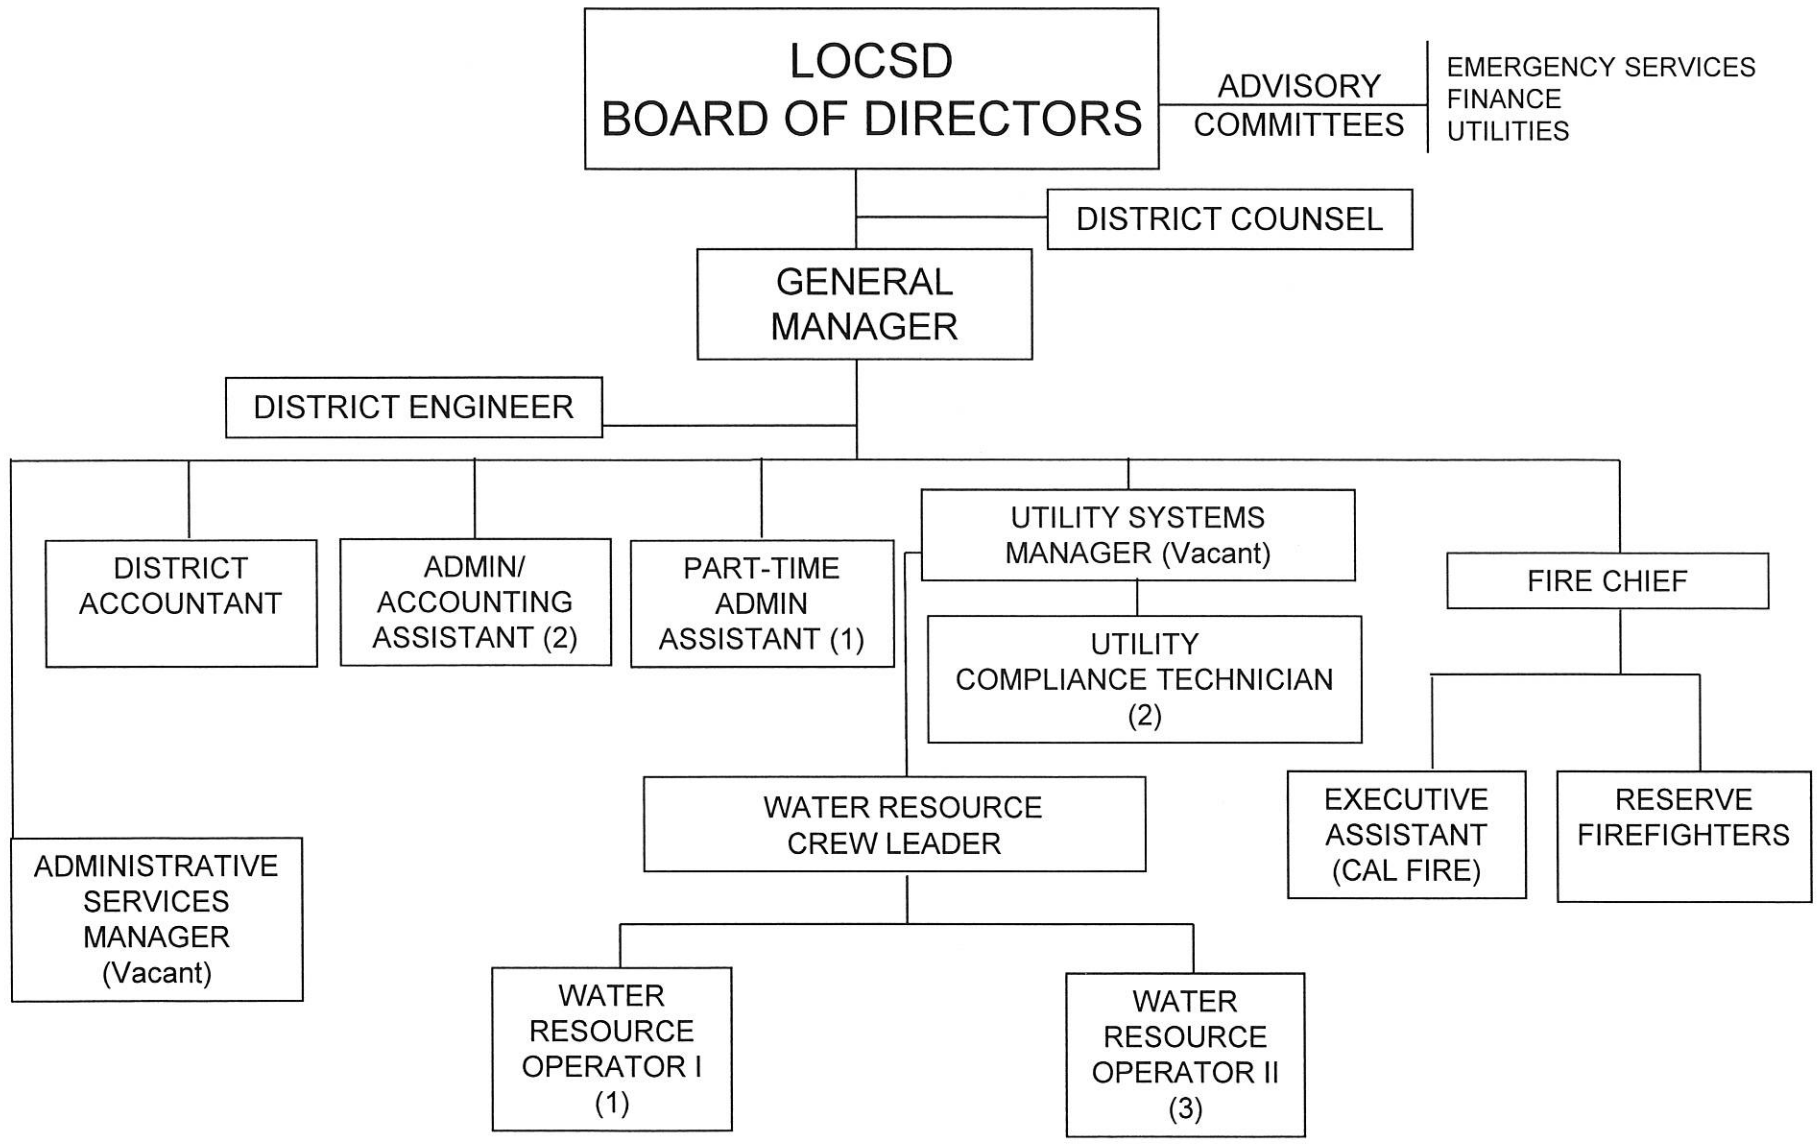 LOCSD
BOARD OF DIRECTORS
ADVISORY
COMMITTEES
EMERGENCY SERVICES
FINANCE
UTILITIES
DISTRICT COUNSEL
GENERAL
MANAGER
DISTRICT ENGINEER
DISTRICT
ACCOUNTANT
ADMIN/
ACCOUNTING
ASSISTANT (2)
PART-TIME
ADMIN
ASSISTANT (1)
UTILITY SYSTEMS
MANAGER (Vacant)
UTILITY
COMPLIANCE TECHNICIAN
(2)
FIRE CHIEF
WATER RESOURCE
CREW LEADER
EXECUTIVE
ASSISTANT
(CAL FIRE)
RESERVE
FIREFIGHTERS
ADMINISTRATIVE
SERVICES
MANAGER
(Vacant)
WATER
RESOURCE
OPERATOR I
(1)
WATER
RESOURCE
OPERATOR II
(3)